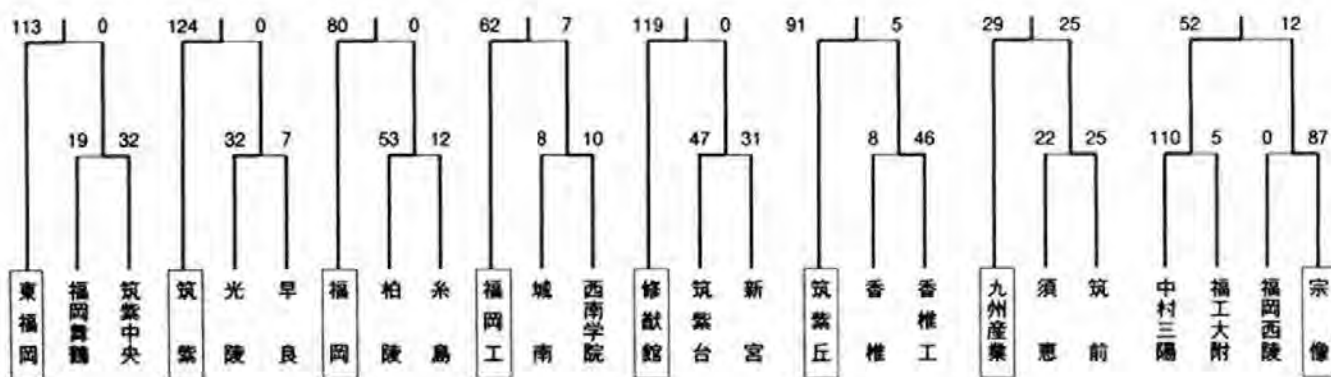 113 0 124 0 80 0 62 7 119 0 91 5 29 25 52 12
19 32 32 7 53 12 8 10 47 31 8 46 22 25 110 5 0 87
東福岡
福岡舞鶴
筑紫中央
筑紫
光陵
早良
福岡
柏陵
糸島
福岡工
城南
西南学院
修猷館
筑紫台
新宮
筑紫丘
香椎
香椎工
九州産業
須恵
筑前
中村三陽
福工大附
福岡西陵
宗像